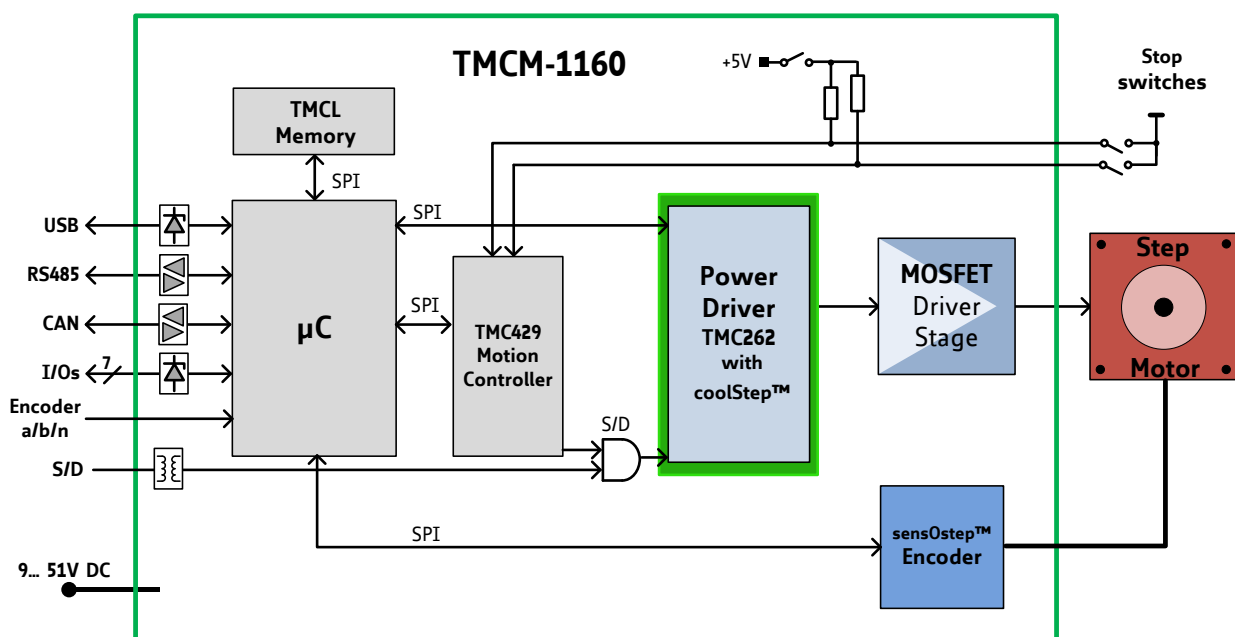 TMCM-1160
+5V
Stop
switches
TMCL
Memory
SPI
USB
RS485
CAN
I/Os
7
Encoder
a/b/n
S/D
9... 51V DC
µC
SPI
SPI
TMC429
Motion
Controller
S/D
Power
Driver
TMC262
with
coolStep™
MOSFET
Driver
Stage
Step
Motor
SPI
sensOstep™
Encoder